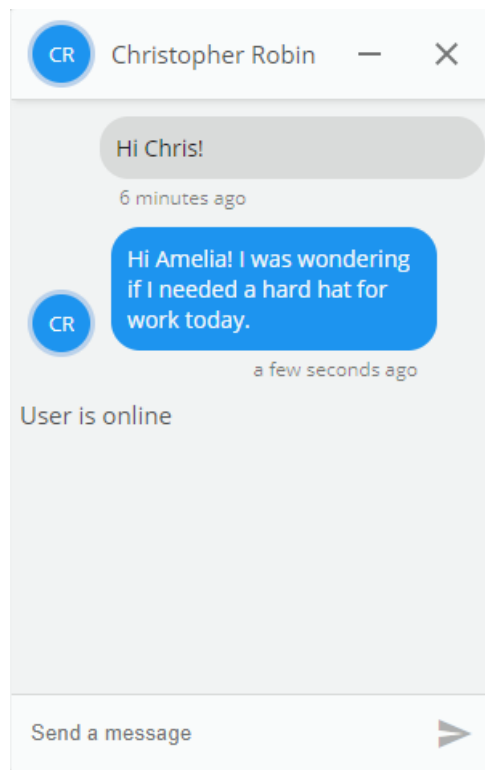 CR
Christopher Robin
Hi Chris!
6 minutes ago
Hi Amelia! I was wondering
if I needed a hard hat for
work today.
CR
a few seconds ago
User is online
Send a message